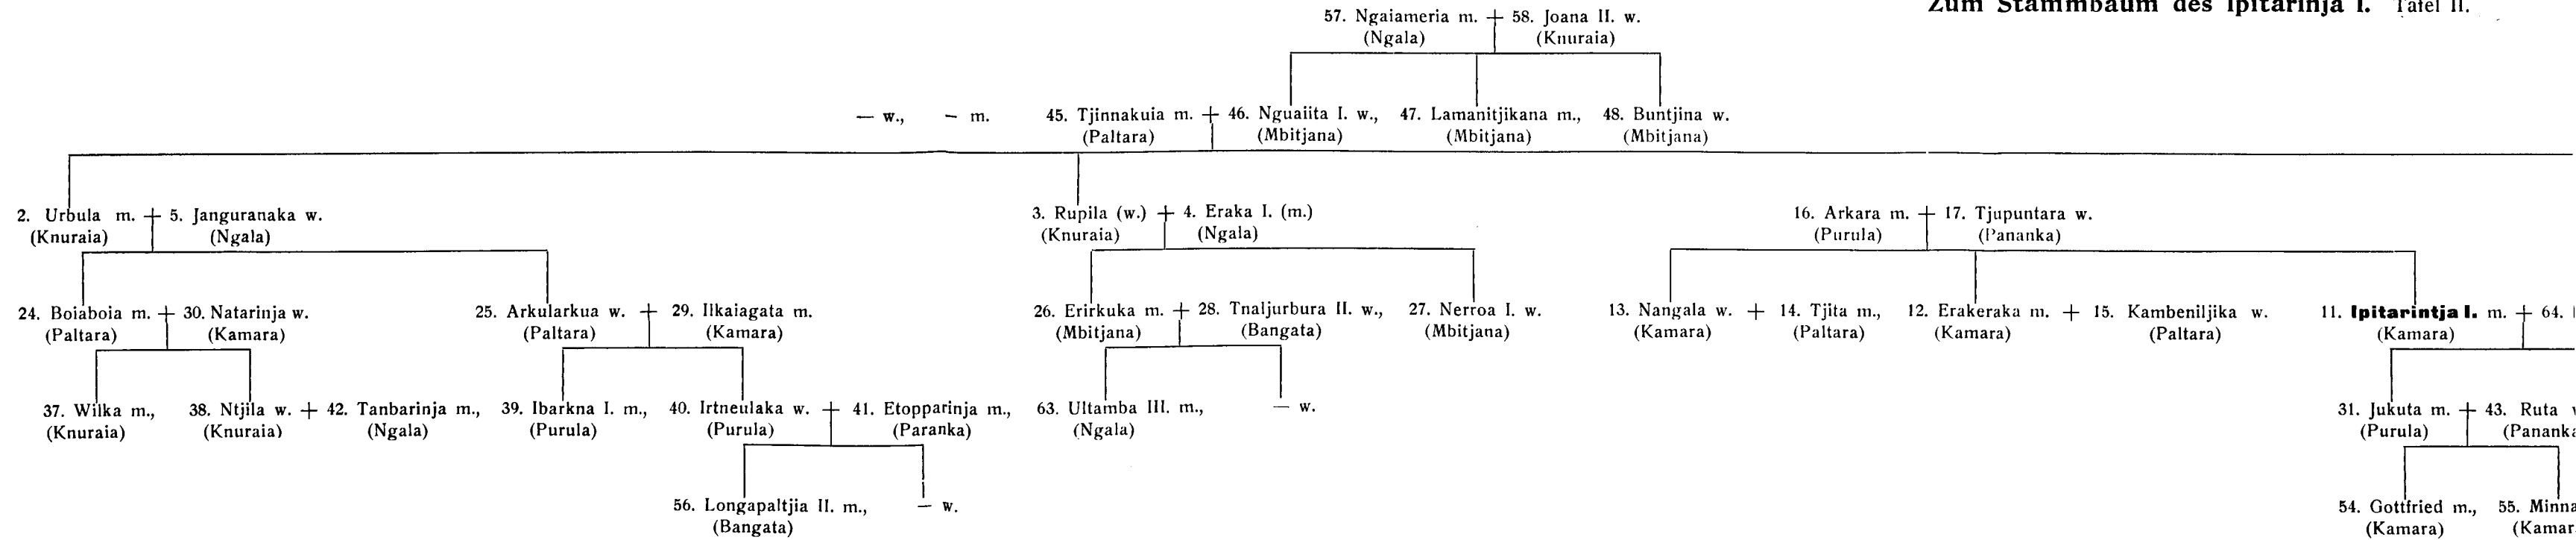 Zum Stammbaum des Ipitarinja I. Tafel II.
57. Ngaiameria m. + 58. Joana II. w.
(Ngala) (Knuraia)
— w., — m. 45. Tjinnakuia m. + 46. Nguaiita I. w., 47. Lamanitjikana m., 48. Buntjina w.
(Paltara) (Mbitjana) (Mbitjana) (Mbitjana)
2. Urbula m. + 5. Janguranaka w. 3. Rupila (w.) + 4. Eraka I. (m.) 16. Arkara m. + 17. Tjupuntara w.
(Knuraia) (Ngala) (Knuraia) (Ngala) (Purula) (Pananka)
24. Boiaboia m. + 30. Natarinja w. 25. Arkularkua w. + 29. Ilkaiagata m. 26. Erirkuka m. + 28. Tnaljurbura II. w., 27. Nerroa I. w. 13. Nangala w. + 14. Tjita m., 12. Erakeraka m. + 15. Kambeniljika w. 11. Ipitarintja I. m. + 64.
(Paltara) (Kamara) (Paltara) (Kamara) (Mbitjana) (Bangata) (Mbitjana) (Kamara) (Paltara) (Kamara) (Paltara) (Kamara)
37. Wilka m., 38. Ntjila w. + 42. Tanbarinja m., 39. Ibarkna I. m., 40. Irtneulaka w. + 41. Etopparinja m., 63. Ultamba III. m., — w. 31. Jukuta m. + 43. Ruta
(Knuraia) (Knuraia) (Ngala) (Purula) (Purula) (Paranka) (Ngala) (Purula) (Pananka
56. Longapaltjia II. m., — w. 54. Gottfried m., 55. Minna
(Bangata) (Kamara) (Kamar